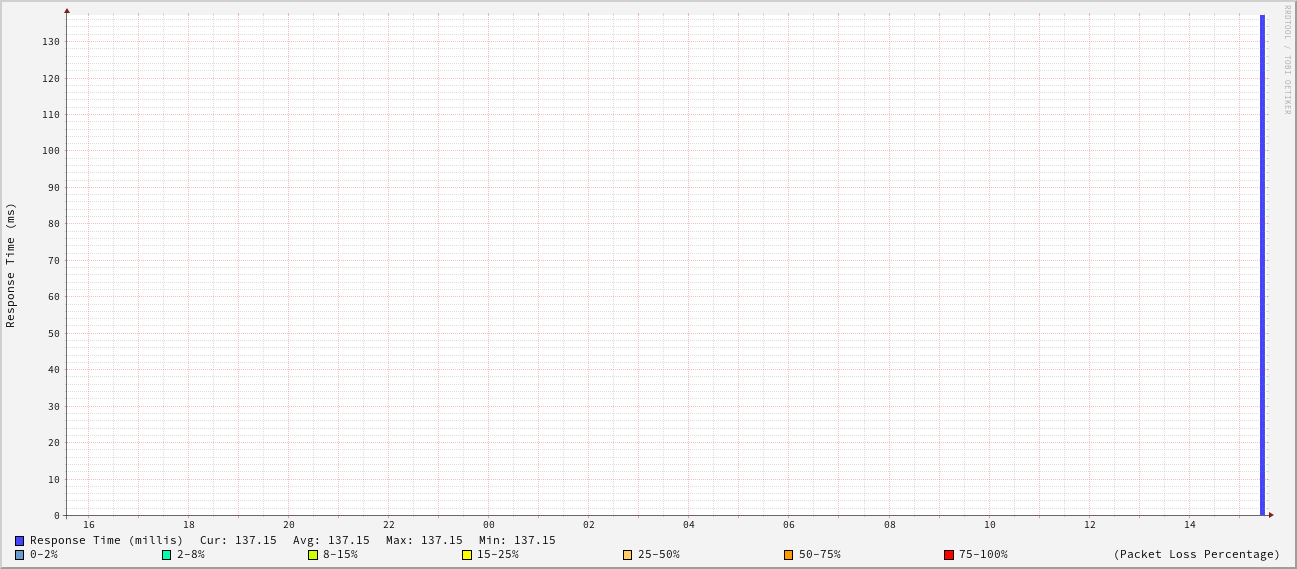 RRDTOOL / TOBI OETIKER
Response Time (ms)
130
120
110
100
90
80
70
60
50
40
30
20
10
0
16 18 20 22 00 02 04 06 08 10 12 14
Response Time (millis) Cur: 137.15 Avg: 137.15 Max: 137.15 Min: 137.15
0-2% 2-8% 8-15% 15-25% 25-50% 50-75% 75-100% (Packet Loss Percentage)